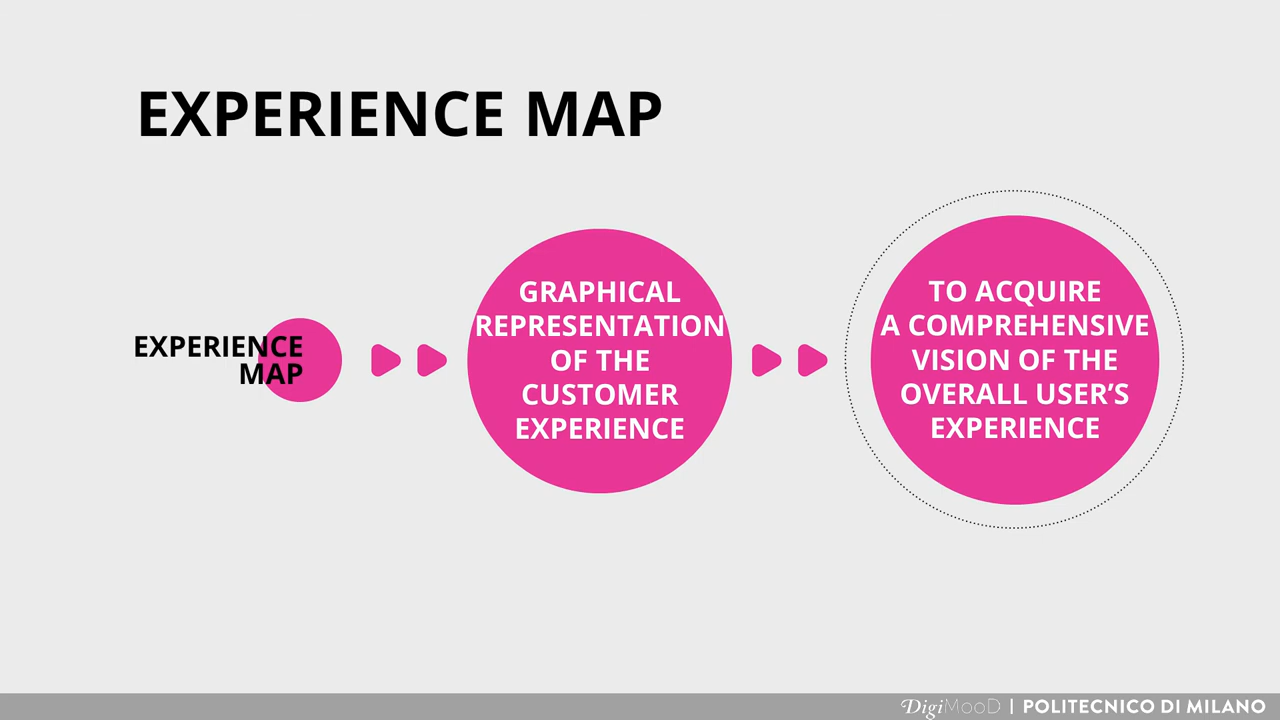 EXPERIENCE MAP
EXPERIENCE
MAP
GRAPHICAL
REPRESENTATION
OF THE
CUSTOMER
EXPERIENCE
TO ACQUIRE
A COMPREHENSIVE
VISION OF THE
OVERALL USER’S
EXPERIENCE
DigiMooD | POLITECNICO DI MILANO